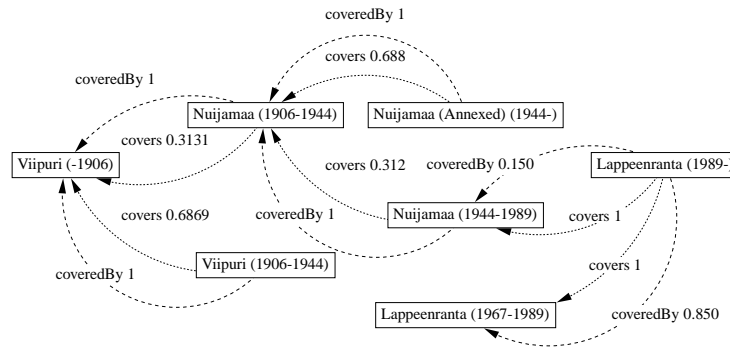 coveredBy 1
covers 0.688
coveredBy 1
Nuijamaa (1906-1944)
Nuijamaa (Annexed) (1944-)
covers 0.3131
Viipuri (-1906)
covers 0.312
coveredBy 0.150
Lappeenranta (1989-)
covers 0.6869
coveredBy 1
Nuijamaa (1944-1989)
covers 1
Viipuri (1906-1944)
coveredBy 1
covers 1
Lappeenranta (1967-1989)
coveredBy 0.850